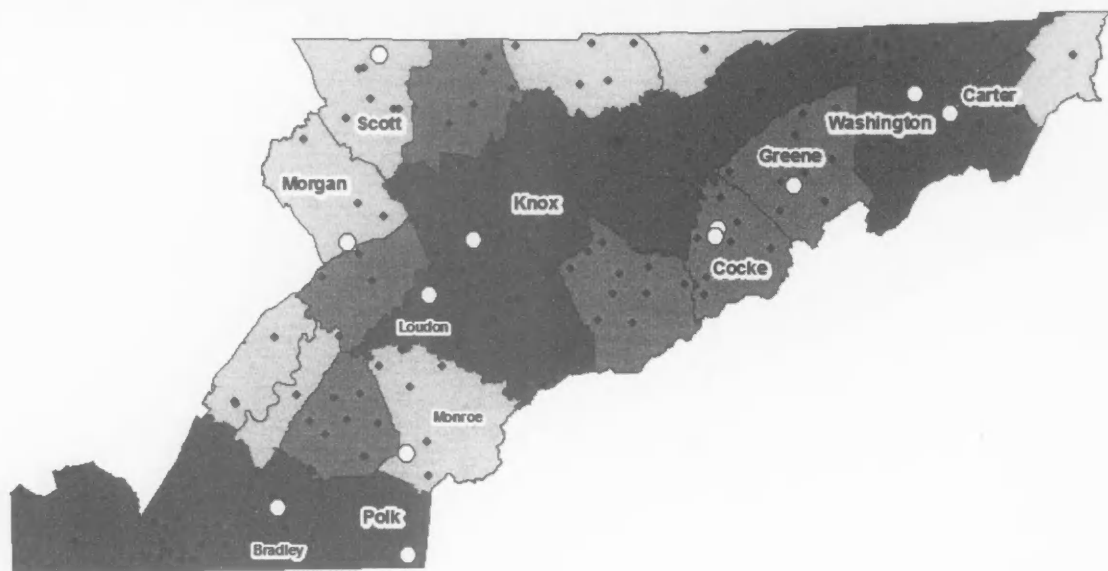 Carter
Washington
Scott
Greene
Morgan
Knox
Cocke
Loudon
Monroe
Polk
Bradley